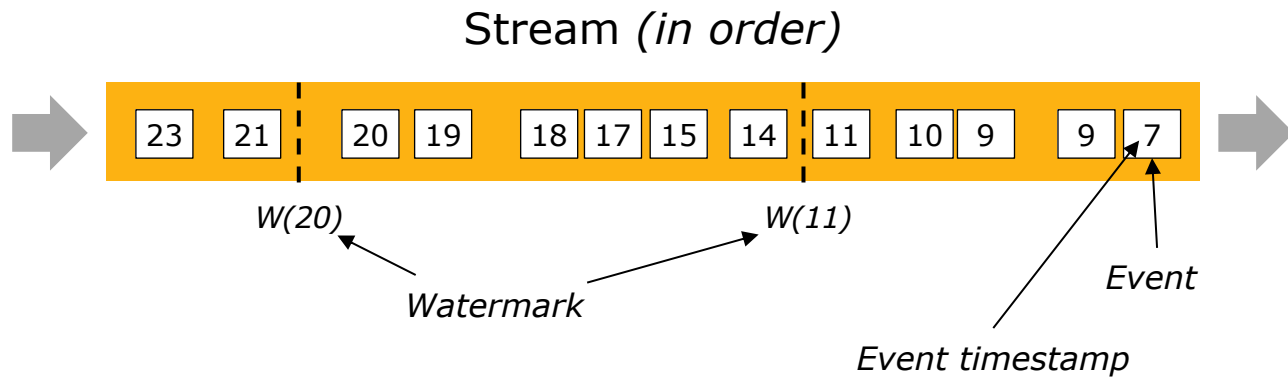 Stream (in order)
23 21 20 19 18 17 15 14 11 10 9 9 7
W(20) W(11)
Event
Watermark
Event timestamp